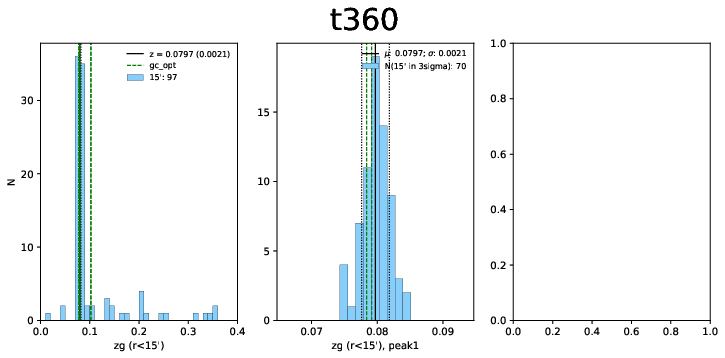 t360
z = 0.0797 (0.0021)
gc_opt
15': 97
N
30
20
10
0
0.0 0.1 0.2 0.3 0.4
zg (r<15')
μ: 0.0797; σ: 0.0021
N(15' in 3sigma): 70
15
10
5
0
0.07 0.08 0.09
zg (r<15'), peak1
1.0
0.8
0.6
0.4
0.2
0.0
0.0 0.2 0.4 0.6 0.8 1.0